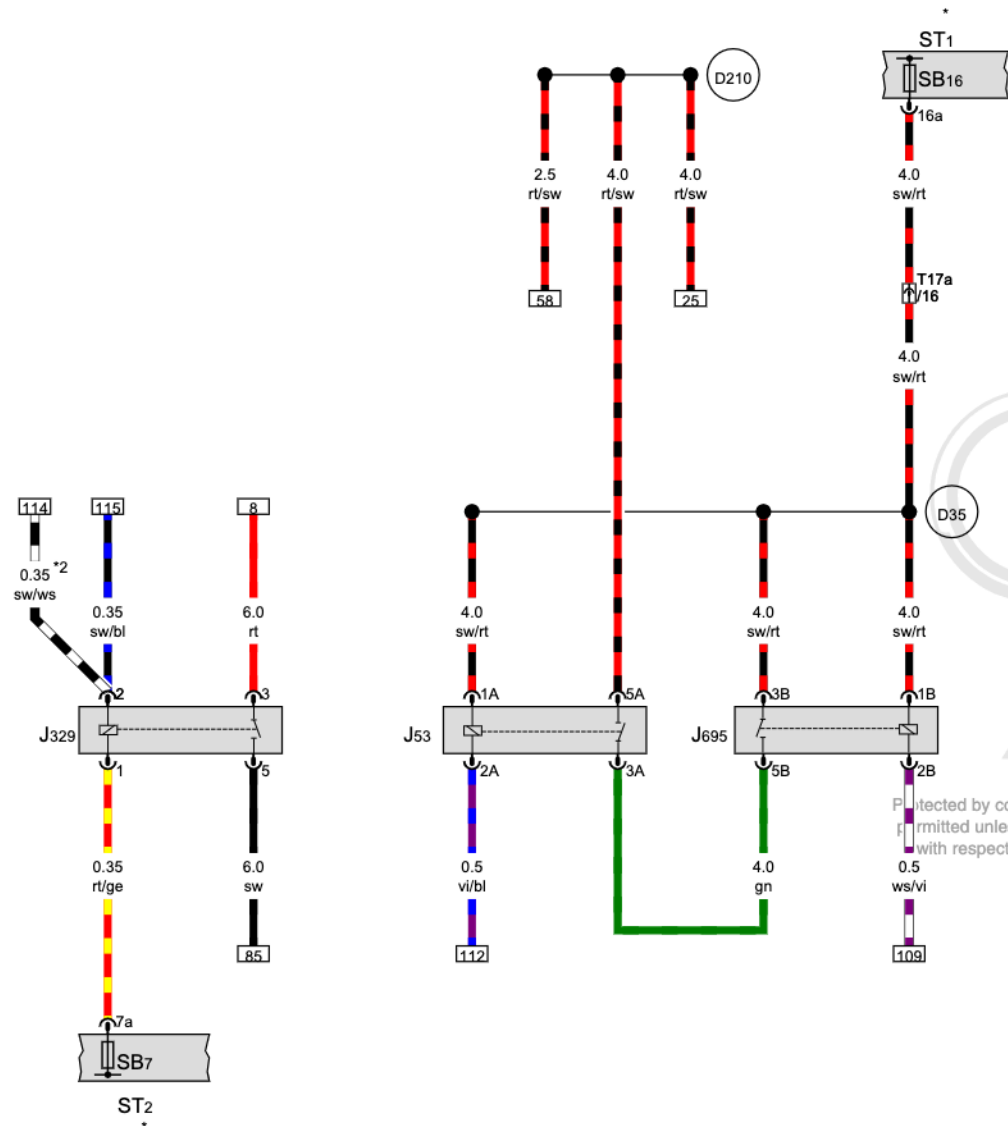 *
ST1
SB16
16a
D210
2.5
rt/sw
4.0
rt/sw
4.0
rt/sw
4.0
sw/rt
58
25
T17a
/16
4.0
sw/rt
114
115
8
D35
0.35 *2
sw/ws
0.35
sw/bl
6.0
rt
4.0
sw/rt
4.0
sw/rt
4.0
sw/rt
2
3
1A
5A
3B
1B
J329
J53
J695
1
5
2A
3A
5B
2B
0.35
rt/ge
6.0
sw
0.5
vi/bl
4.0
gn
0.5
ws/vi
85
112
109
7a
SB7
ST2
*